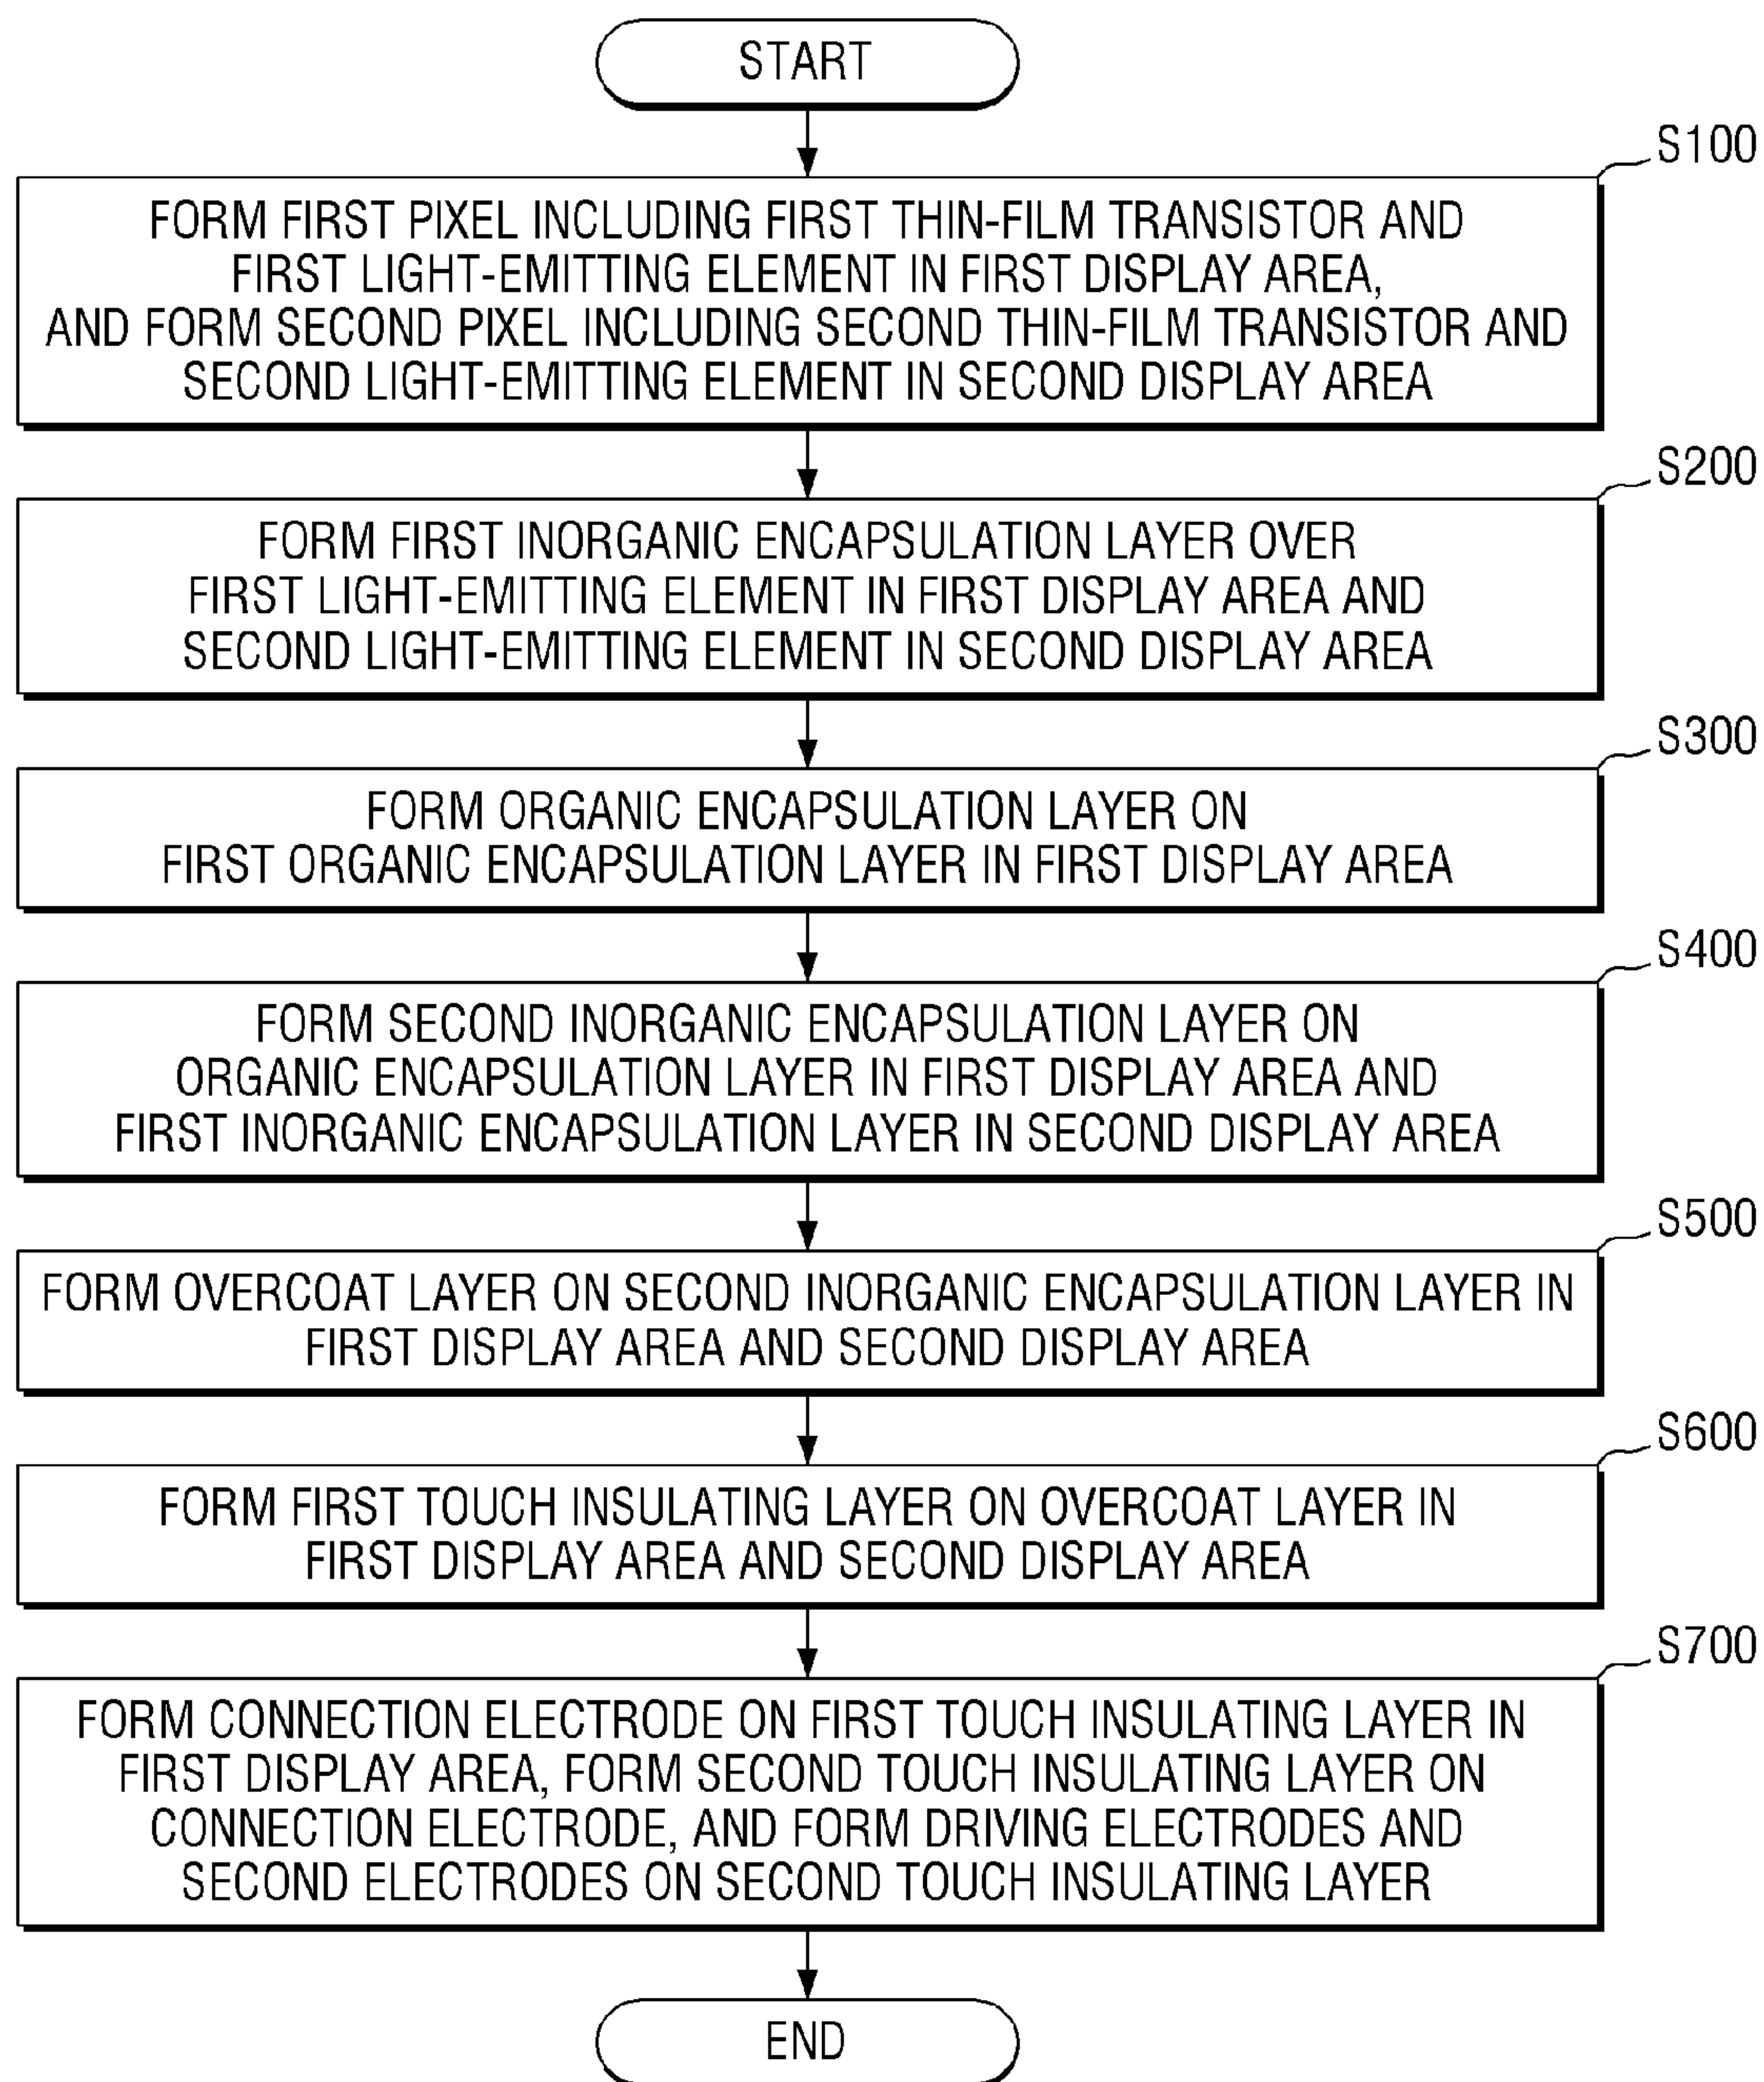 START
S100
FORM FIRST PIXEL INCLUDING FIRST THIN-FILM TRANSISTOR AND
FIRST LIGHT-EMITTING ELEMENT IN FIRST DISPLAY AREA,
AND FORM SECOND PIXEL INCLUDING SECOND THIN-FILM TRANSISTOR AND
SECOND LIGHT-EMITTING ELEMENT IN SECOND DISPLAY AREA
S200
FORM FIRST INORGANIC ENCAPSULATION LAYER OVER
FIRST LIGHT-EMITTING ELEMENT IN FIRST DISPLAY AREA AND
SECOND LIGHT-EMITTING ELEMENT IN SECOND DISPLAY AREA
S300
FORM ORGANIC ENCAPSULATION LAYER ON
FIRST ORGANIC ENCAPSULATION LAYER IN FIRST DISPLAY AREA
S400
FORM SECOND INORGANIC ENCAPSULATION LAYER ON
ORGANIC ENCAPSULATION LAYER IN FIRST DISPLAY AREA AND
FIRST INORGANIC ENCAPSULATION LAYER IN SECOND DISPLAY AREA
S500
FORM OVERCOAT LAYER ON SECOND INORGANIC ENCAPSULATION LAYER IN
FIRST DISPLAY AREA AND SECOND DISPLAY AREA
S600
FORM FIRST TOUCH INSULATING LAYER ON OVERCOAT LAYER IN
FIRST DISPLAY AREA AND SECOND DISPLAY AREA
S700
FORM CONNECTION ELECTRODE ON FIRST TOUCH INSULATING LAYER IN
FIRST DISPLAY AREA, FORM SECOND TOUCH INSULATING LAYER ON
CONNECTION ELECTRODE, AND FORM DRIVING ELECTRODES AND
SECOND ELECTRODES ON SECOND TOUCH INSULATING LAYER
END